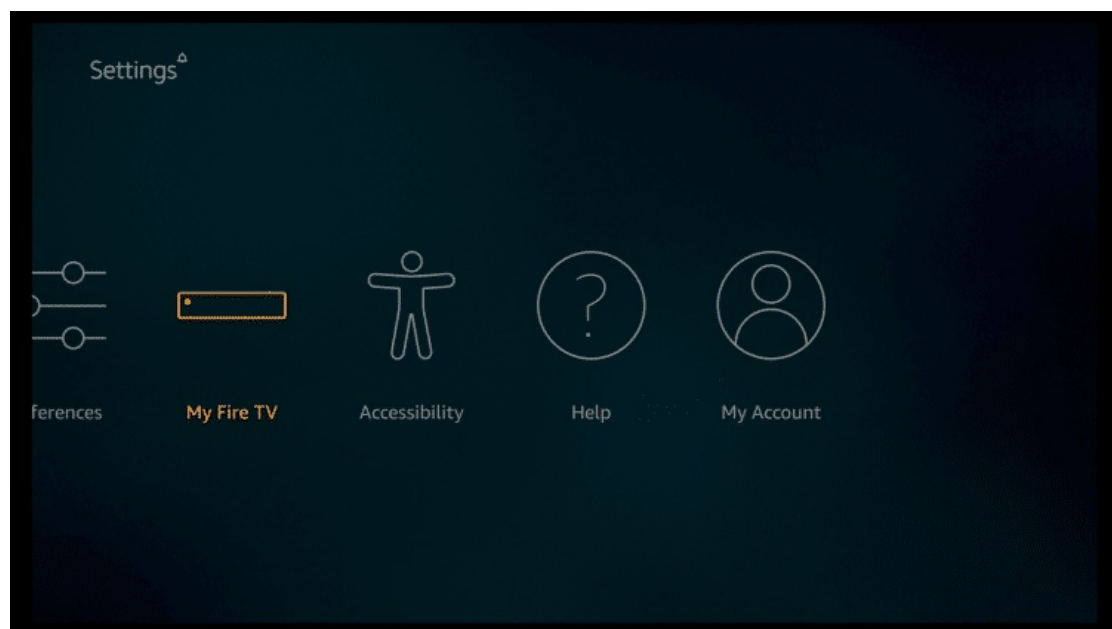 Settings
ferences
My Fire TV
Accessibility
Help
My Account